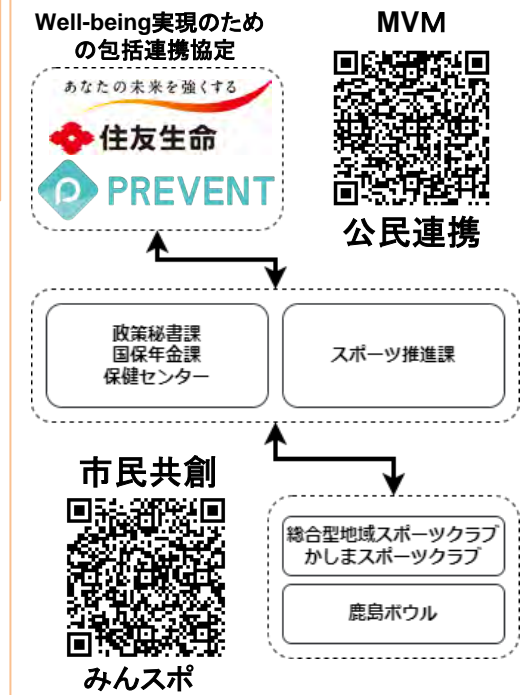 Well-being実現のため
の包括連携協定
あなたの未来を強くする
住友生命
PREVENT
MVM
公民連携
政策秘書課
国保年金課
保健センター
スポーツ推進課
市民共創
みんスポ
総合型地域スポーツクラブ
かしまスポーツクラブ
鹿島ボウル